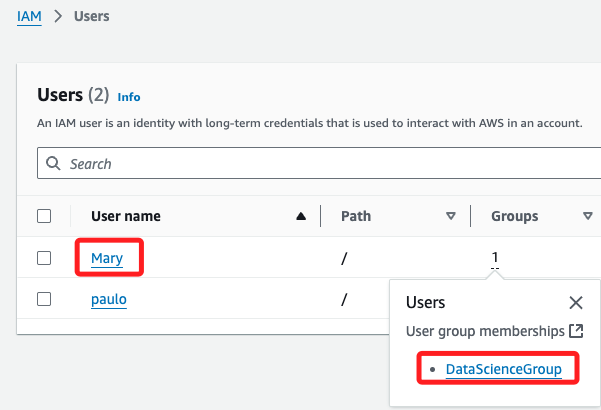 IAM > Users
Users (2) Info
An IAM user is an identity with long-term credentials that is used to interact with AWS in an account.
Search
User name Path Groups
Mary / 1
paulo /
Users
User group memberships
• DataScienceGroup